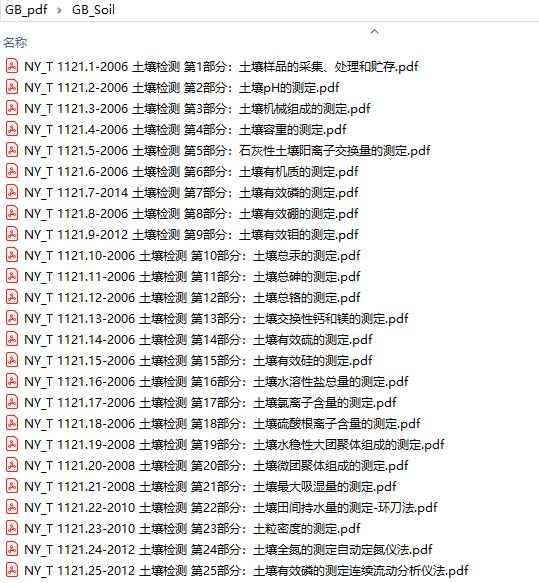 GB_pdf > GB_Soil
名称
NY_T 1121.1-2006 土壤检测 第1部分：土壤样品的采集、处理和贮存.pdf
NY_T 1121.2-2006 土壤检测 第2部分：土壤pH的测定.pdf
NY_T 1121.3-2006 土壤检测 第3部分：土壤机械组成的测定.pdf
NY_T 1121.4-2006 土壤检测 第4部分：土壤容重的测定.pdf
NY_T 1121.5-2006 土壤检测 第5部分：石灰性土壤阳离子交换量的测定.pdf
NY_T 1121.6-2006 土壤检测 第6部分：土壤有机质的测定.pdf
NY_T 1121.7-2014 土壤检测 第7部分：土壤有效磷的测定.pdf
NY_T 1121.8-2006 土壤检测 第8部分：土壤有效硼的测定.pdf
NY_T 1121.9-2012 土壤检测 第9部分：土壤有效钼的测定.pdf
NY_T 1121.10-2006 土壤检测 第10部分：土壤总汞的测定.pdf
NY_T 1121.11-2006 土壤检测 第11部分：土壤总砷的测定.pdf
NY_T 1121.12-2006 土壤检测 第12部分：土壤总铬的测定.pdf
NY_T 1121.13-2006 土壤检测 第13部分：土壤交换性钙和镁的测定.pdf
NY_T 1121.14-2006 土壤检测 第14部分：土壤有效硫的测定.pdf
NY_T 1121.15-2006 土壤检测 第15部分：土壤有效硅的测定.pdf
NY_T 1121.16-2006 土壤检测 第16部分：土壤水溶性盐总量的测定.pdf
NY_T 1121.17-2006 土壤检测 第17部分：土壤氯离子含量的测定.pdf
NY_T 1121.18-2006 土壤检测 第18部分：土壤硫酸根离子含量的测定.pdf
NY_T 1121.19-2008 土壤检测 第19部分：土壤水稳性大团聚体组成的测定.pdf
NY_T 1121.20-2008 土壤检测 第20部分：土壤微团聚体组成的测定.pdf
NY_T 1121.21-2008 土壤检测 第21部分：土壤最大吸湿量的测定.pdf
NY_T 1121.22-2010 土壤检测 第22部分：土壤田间持水量的测定-环刀法.pdf
NY_T 1121.23-2010 土壤检测 第23部分：土粒密度的测定.pdf
NY_T 1121.24-2012 土壤检测 第24部分：土壤全氮的测定自动定氮仪法.pdf
NY_T 1121.25-2012 土壤检测 第25部分：土壤有效磷的测定连续流动分析仪法.pdf